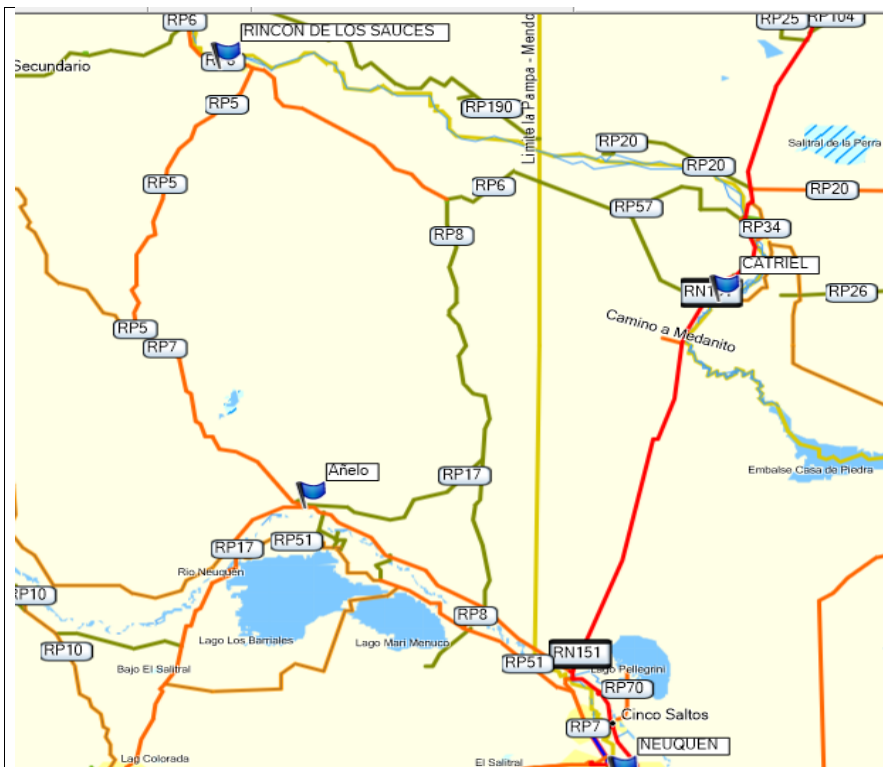 RP6
RINCON DE LOS SAUCES
RP25
RP104
Secundario
RP5
RP190
Limite la Pampa - Mendo
RP20
Salitral de la Perra
RP20
RP5
RP6
RP20
RP57
RP8
RP34
CATRIEL
RP26
Camino a Medanito
RP5
RP7
Añelo
RP17
Embalse Casa de Piedra
RP51
RP17
Rio Neuquen
RP10
RP8
Lago Los Barriales
Lago Mari Menuco
RP10
RN151
RP51
Lago Pellegrini
Bajo El Salitral
RP70
Cinco Saltos
RP7
NEUQUEN
Lag Colorada
El Salitral